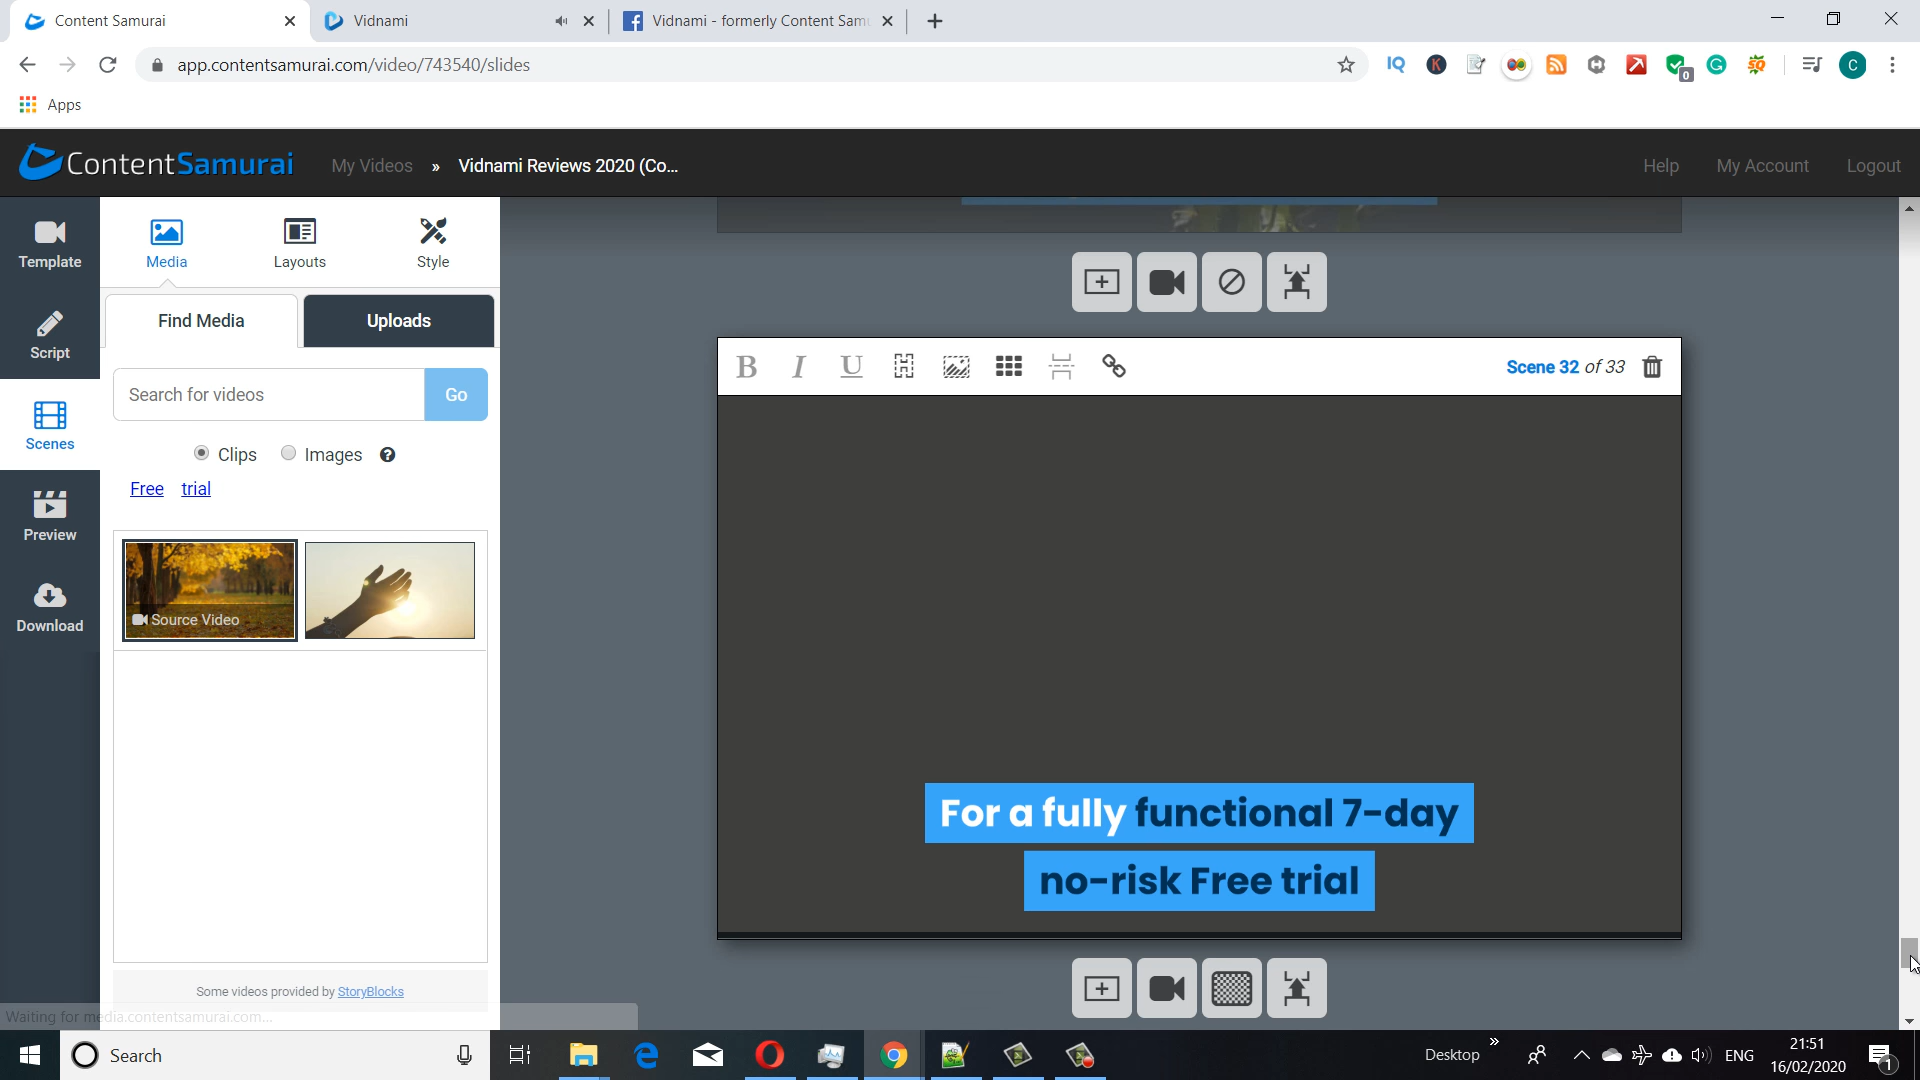 Content Samurai
Vidnami
Vidnami - formerly Content Sam
app.contentsamurai.com/video/743540/slides
Apps
ContentSamurai
My Videos » Vidnami Reviews 2020 (Co...
Help
My Account
Logout
Template
Script
Scenes
Preview
Download
Media
Layouts
Style
Find Media
Uploads
Search for videos
Go
Clips
Images
Free trial
Source Video
Some videos provided by StoryBlocks
Waiting for media.contentsamurai.com...
B I U
Scene 32 of 33
For a fully functional 7-day
no-risk Free trial
Search
Desktop
ENG
21:51
16/02/2020
1
IQ
K
0
G
SQ
C